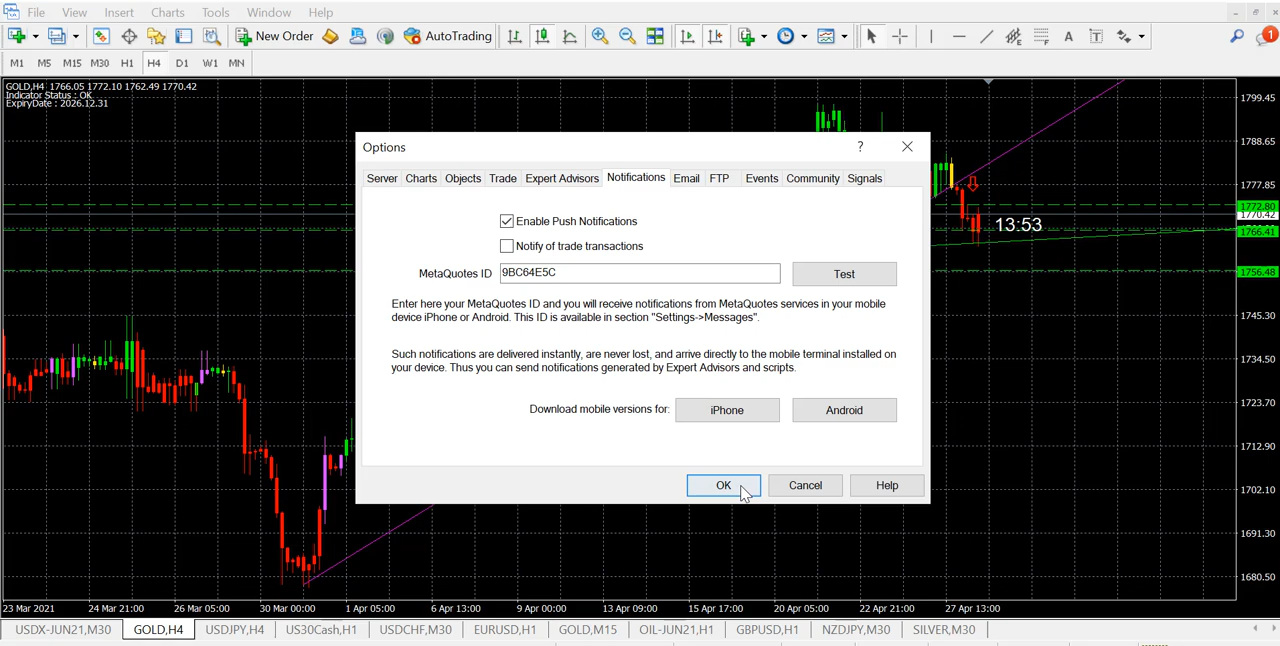 File View Insert Charts Tools Window Help
New Order AutoTrading 1
M1 M5 M15 M30 H1 H4 D1 W1 MN
GOLD,H4 1766.05 1772.10 1762.49 1770.42
Indicator Status : OK
ExpiryDate : 2026.12.31
Options ?
Server Charts Objects Trade Expert Advisors Notifications Email FTP Events Community Signals
Enable Push Notifications
Notify of trade transactions
MetaQuotes ID 9BC64E5C Test
Enter here your MetaQuotes ID and you will receive notifications from MetaQuotes services in your mobile
device iPhone or Android. This ID is available in section "Settings->Messages".
Such notifications are delivered instantly, are never lost, and arrive directly to the mobile terminal installed on
your device. Thus you can send notifications generated by Expert Advisors and scripts.
Download mobile versions for: iPhone Android
OK Cancel Help
13:53
1799.45
1788.65
1777.85
1772.80
1770.42
1766.41
1756.48
1745.30
1734.50
1723.70
1712.90
1702.10
1691.30
1680.50
23 Mar 2021 24 Mar 21:00 26 Mar 05:00 30 Mar 00:00 1 Apr 05:00 6 Apr 13:00 9 Apr 00:00 13 Apr 09:00 15 Apr 17:00 20 Apr 05:00 22 Apr 21:00 27 Apr 13:00
USDX-JUN21,M30 GOLD,H4 USDJPY,H4 US30Cash,H1 USDCHF,M30 EURUSD,H1 GOLD,M15 OIL-JUN21,H1 GBPUSD,H1 NZDJPY,M30 SILVER,M30